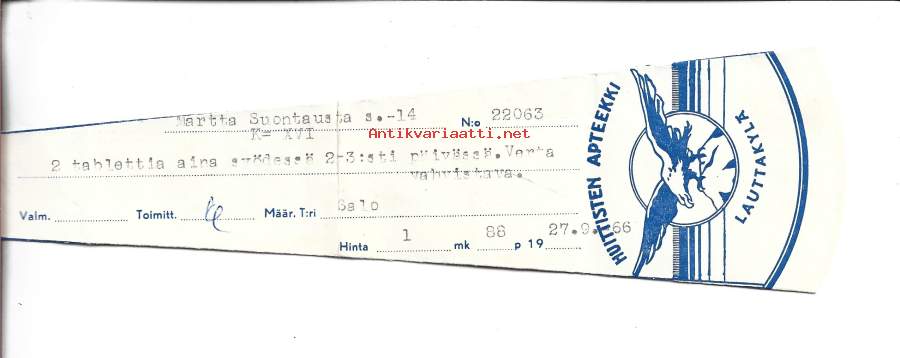 Martta Suontausta s.-14 N:o 22063
K= XVI
Antikvariaatti.net
2 tablettia aina syödessä 2-3:sti päivässä. Verta
vahvistava.
Valm. Toimitt. Määr. T:ri Salo
Hinta 1 mk 88 p 19 27.9. 66
HUITTISTEN APTEEKKI
LAUTTAKYLÄ